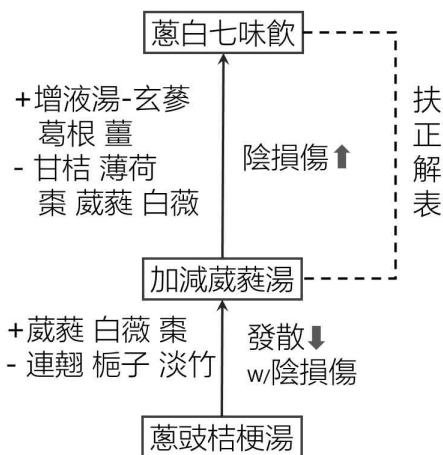 蔥白七味飲
+增液湯-玄蔘
葛根 薑
- 甘桔 薄荷
棗 葳蕤 白薇
陰損傷⬆
扶正解表
加減葳蕤湯
+葳蕤 白薇 棗
- 連翹 梔子 淡竹
發散⬇
w/陰損傷
蔥豉桔梗湯